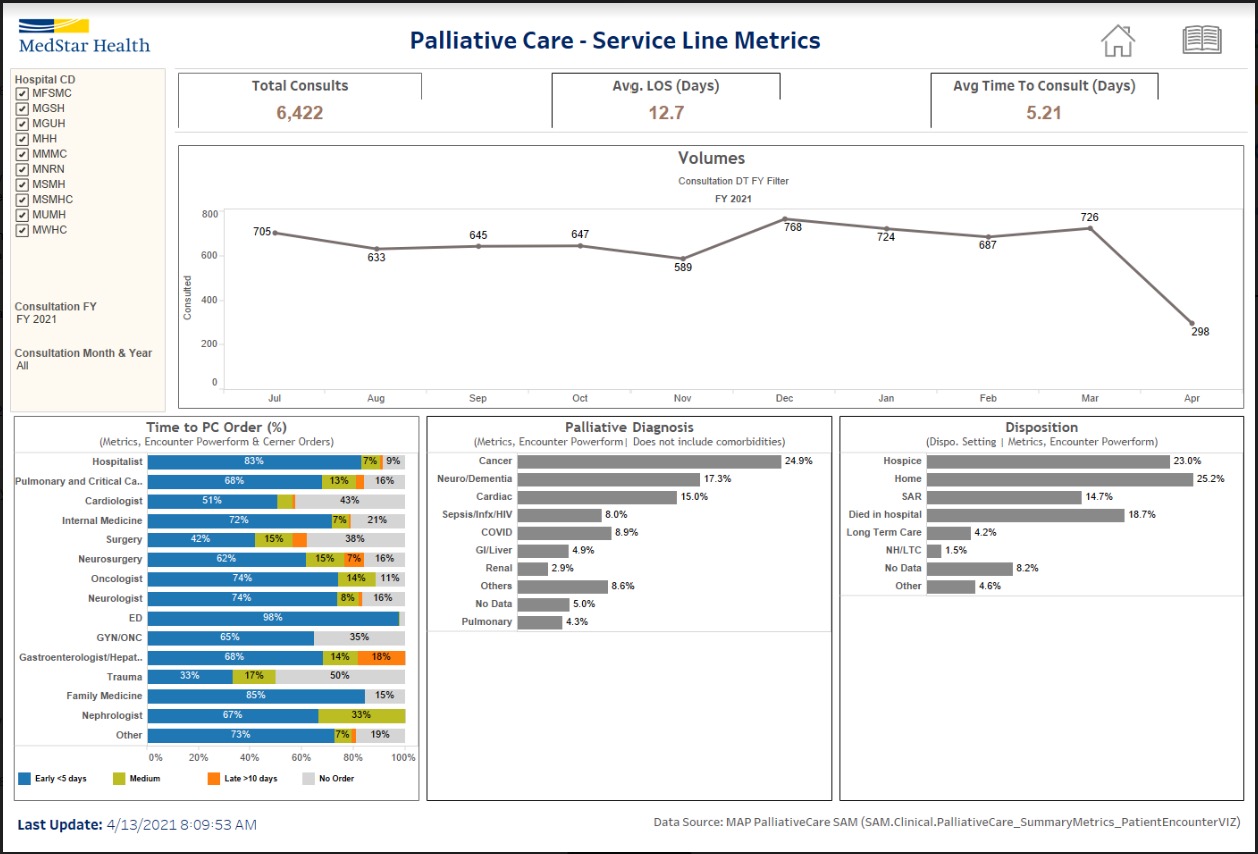 MedStar Health
Palliative Care - Service Line Metrics
Hospital CD
MFSMC
MGSH
MGUH
MHH
MMMC
MNRN
MSMH
MSMHC
MUMH
MWHC
Consultation FY
FY 2021
Consultation Month & Year
All
Total Consults
6,422
Avg. LOS (Days)
12.7
Avg Time To Consult (Days)
5.21
Volumes
Consultation DT FY Filter
FY 2021
Consulted
800
600
400
200
0
705
633
645
647
589
768
724
687
726
298
Jul Aug Sep Oct Nov Dec Jan Feb Mar Apr
Time to PC Order (%)
(Metrics, Encounter Powerform & Cerner Orders)
Hospitalist 83% 7% 9%
Pulmonary and Critical Ca.. 68% 13% 16%
Cardiologist 51% 43%
Internal Medicine 72% 7% 21%
Surgery 42% 15% 38%
Neurosurgery 62% 15% 7% 16%
Oncologist 74% 14% 11%
Neurologist 74% 8% 16%
ED 98%
GYN/ONC 65% 35%
Gastroenterologist/Hepat.. 68% 14% 18%
Trauma 33% 17% 50%
Family Medicine 85% 15%
Nephrologist 67% 33%
Other 73% 7% 19%
0% 20% 40% 60% 80% 100%
Early <5 days Medium Late >10 days No Order
Palliative Diagnosis
(Metrics, Encounter Powerform| Does not include comorbidities)
Cancer 24.9%
Neuro/Dementia 17.3%
Cardiac 15.0%
Sepsis/Infx/HIV 8.0%
COVID 8.9%
GI/Liver 4.9%
Renal 2.9%
Others 8.6%
No Data 5.0%
Pulmonary 4.3%
Disposition
(Dispo. Setting | Metrics, Encounter Powerform)
Hospice 23.0%
Home 25.2%
SAR 14.7%
Died in hospital 18.7%
Long Term Care 4.2%
NH/LTC 1.5%
No Data 8.2%
Other 4.6%
Last Update: 4/13/2021 8:09:53 AM
Data Source: MAP PalliativeCare SAM (SAM.Clinical.PalliativeCare_SummaryMetrics_PatientEncounterVIZ)